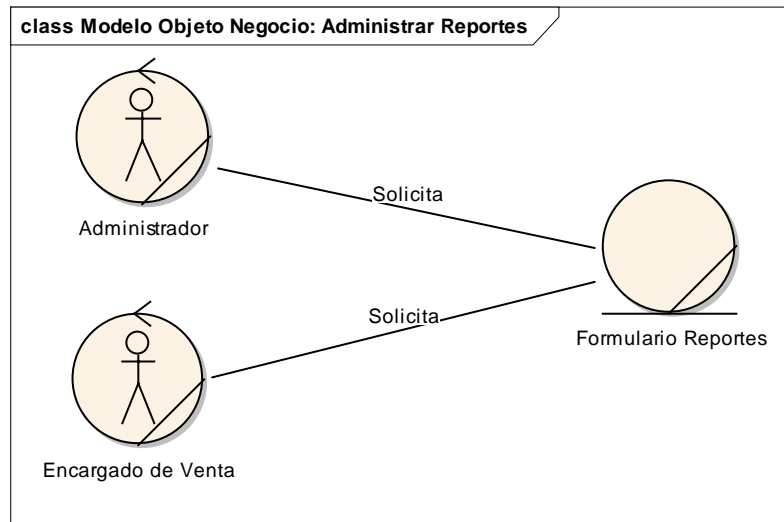 class Modelo Objeto Negocio: Administrar Reportes
Solicita
Administrador
Solicita
Formulario Reportes
Encargado de Venta